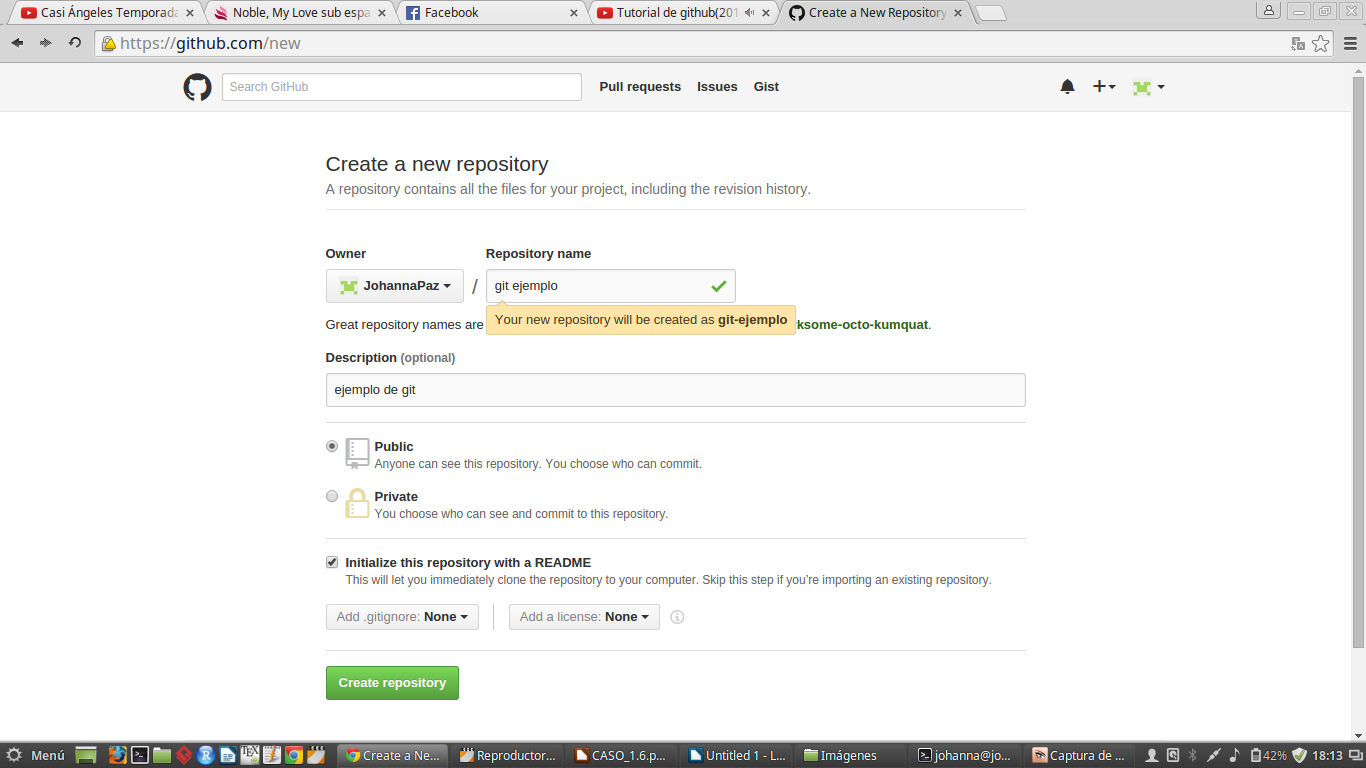 Casi Ángeles Temporada
Noble, My Love sub espa
Facebook
Tutorial de github(201
Create a New Repository
https://github.com/new
Search GitHub
Pull requests
Issues
Gist
Create a new repository
A repository contains all the files for your project, including the revision history.
Owner
Repository name
JohannaPaz
/
git ejemplo
Your new repository will be created as git-ejemplo
Great repository names are
ksome-octo-kumquat.
Description (optional)
ejemplo de git
Public
Anyone can see this repository. You choose who can commit.
Private
You choose who can see and commit to this repository.
Initialize this repository with a README
This will let you immediately clone the repository to your computer. Skip this step if you’re importing an existing repository.
Add .gitignore: None
Add a license: None
Create repository
Menú
Create a Ne...
Reproductor...
CASO_1.6.p...
Untitled 1 - L...
Imágenes
johanna@jo...
Captura de ...
42%
18:13